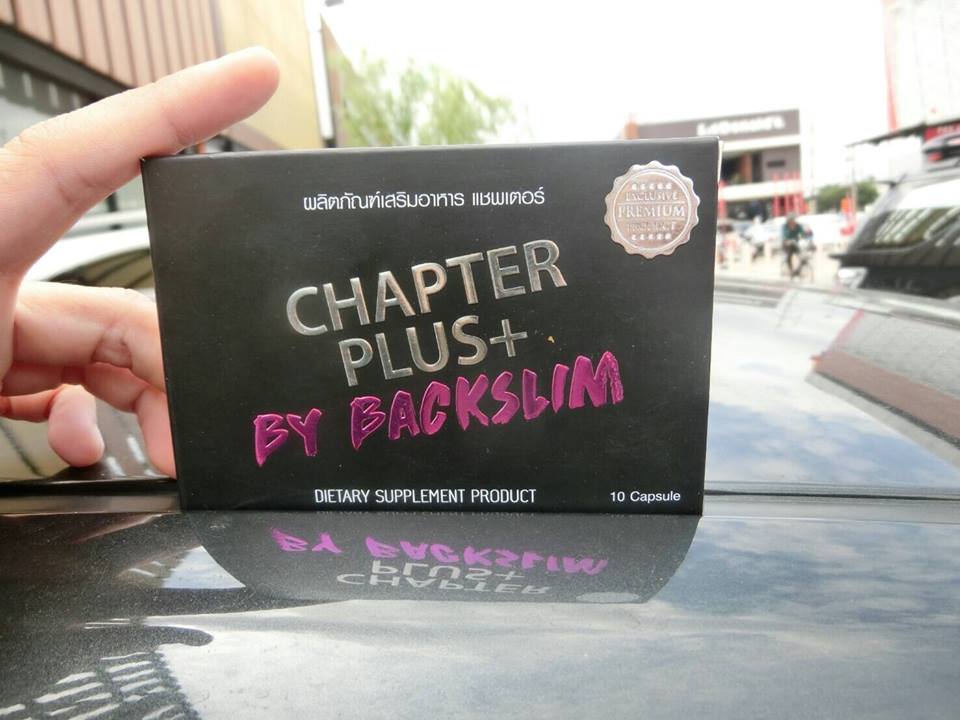 ผลิตภัณฑ์เสริมอาหาร แชพเตอร์
EXCLUSIVE
PREMIUM
PRODUCT
CHAPTER
PLUS+
BY BACKSLIM
DIETARY SUPPLEMENT PRODUCT
10 Capsule